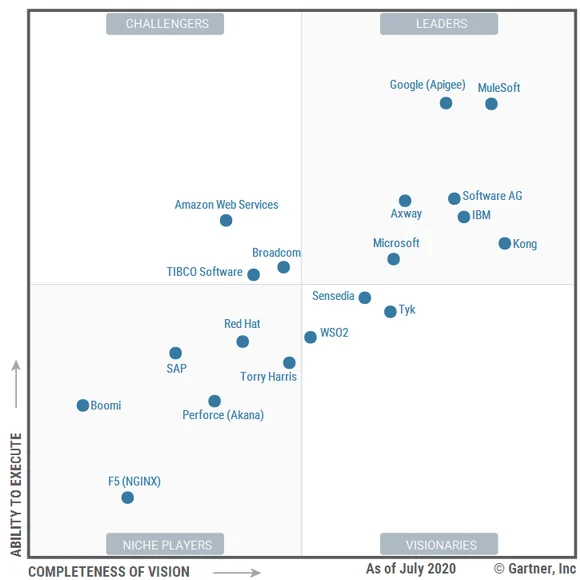 CHALLENGERS
LEADERS
Google (Apigee)
MuleSoft
Amazon Web Services
Software AG
Axway
IBM
Microsoft
Kong
Broadcom
TIBCO Software
Sensedia
Tyk
Red Hat
WSO2
SAP
Torry Harris
Boomi
Perforce (Akana)
F5 (NGINX)
NICHE PLAYERS
VISIONARIES
ABILITY TO EXECUTE
COMPLETENESS OF VISION
As of July 2020
© Gartner, Inc